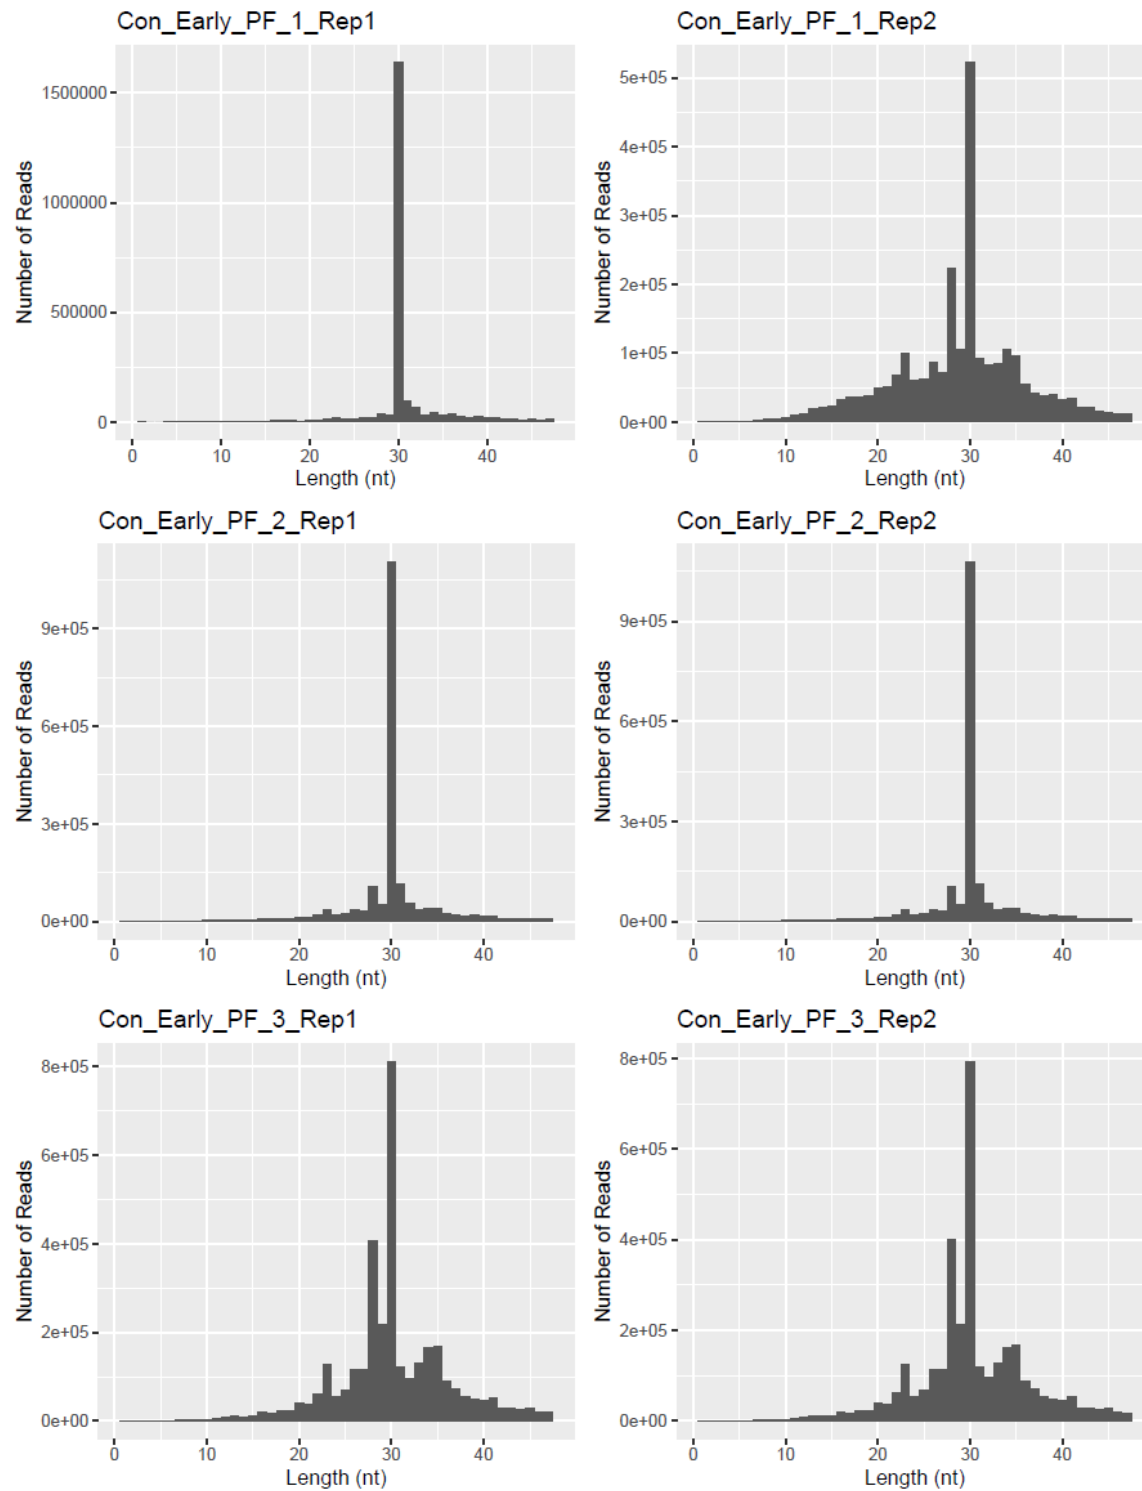 Con_Early_PF_1_Rep1
Number of Reads
1500000
1000000
500000
0
0 10 20 30 40
Length (nt)
Con_Early_PF_1_Rep2
Number of Reads
5e+05
4e+05
3e+05
2e+05
1e+05
0e+00
0 10 20 30 40
Length (nt)
Con_Early_PF_2_Rep1
Number of Reads
9e+05
6e+05
3e+05
0e+00
0 10 20 30 40
Length (nt)
Con_Early_PF_2_Rep2
Number of Reads
9e+05
6e+05
3e+05
0e+00
0 10 20 30 40
Length (nt)
Con_Early_PF_3_Rep1
Number of Reads
8e+05
6e+05
4e+05
2e+05
0e+00
0 10 20 30 40
Length (nt)
Con_Early_PF_3_Rep2
Number of Reads
8e+05
6e+05
4e+05
2e+05
0e+00
0 10 20 30 40
Length (nt)